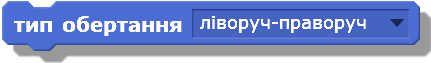 тип обертання ліворуч-праворуч